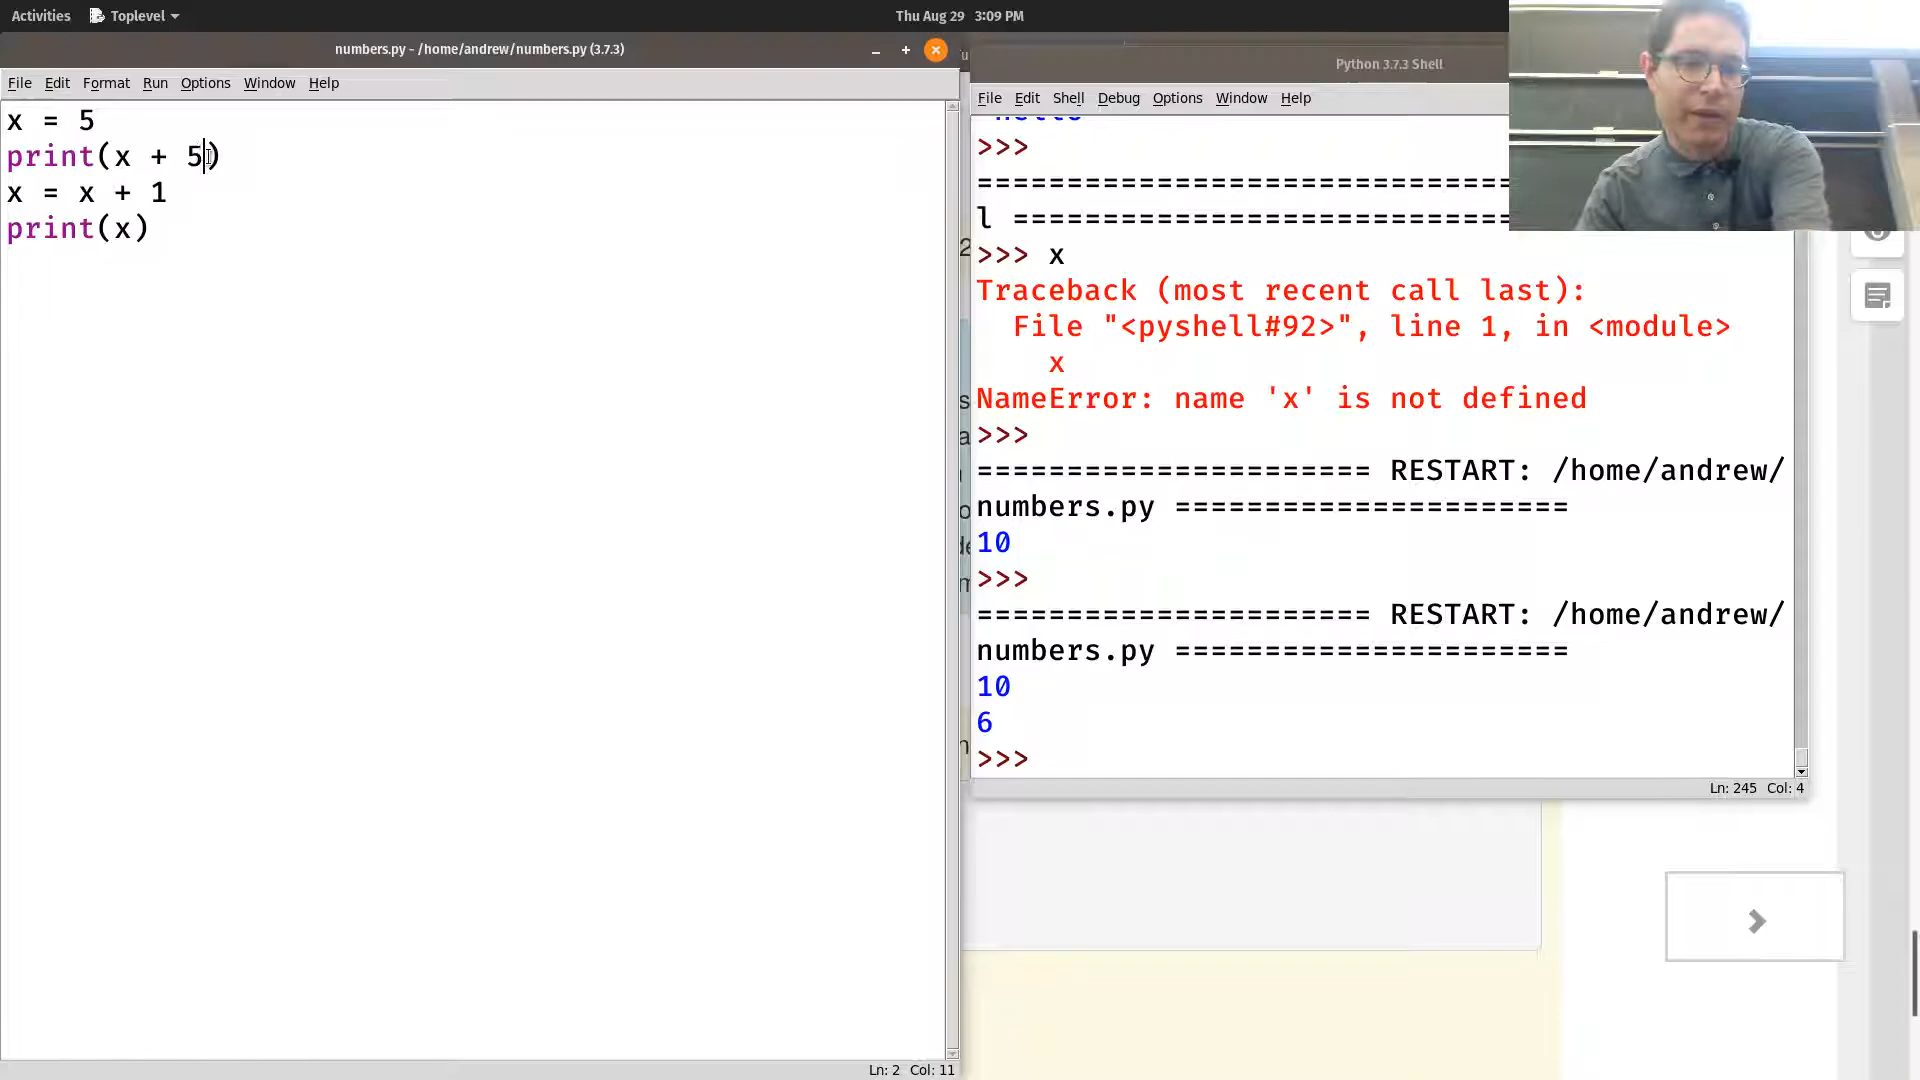 Activities
Toplevel
Thu Aug 29 3:09 PM
numbers.py - /home/andrew/numbers.py (3.7.3)
File Edit Format Run Options Window Help
x = 5
print(x + 5)
x = x + 1
print(x)
Ln: 2 Col: 11
Python 3.7.3 Shell
File Edit Shell Debug Options Window Help
>>>
==============================
l ============================
>>> x
Traceback (most recent call last):
File "<pyshell#92>", line 1, in <module>
x
NameError: name 'x' is not defined
>>>
====================== RESTART: /home/andrew/
numbers.py ======================
10
>>>
====================== RESTART: /home/andrew/
numbers.py ======================
10
6
>>>
Ln: 245 Col: 4